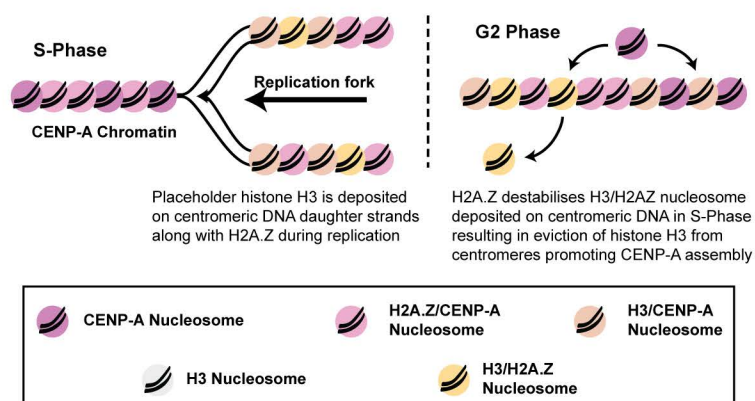 S-Phase
CENP-A Chromatin
Replication fork
Placeholder histone H3 is deposited
on centromeric DNA daughter strands
along with H2A.Z during replication
G2 Phase
H2A.Z destabilises H3/H2AZ nucleosome
deposited on centromeric DNA in S-Phase
resulting in eviction of histone H3 from
centromeres promoting CENP-A assembly
CENP-A Nucleosome
H2A.Z/CENP-A
Nucleosome
H3/CENP-A
Nucleosome
H3 Nucleosome
H3/H2A.Z
Nucleosome